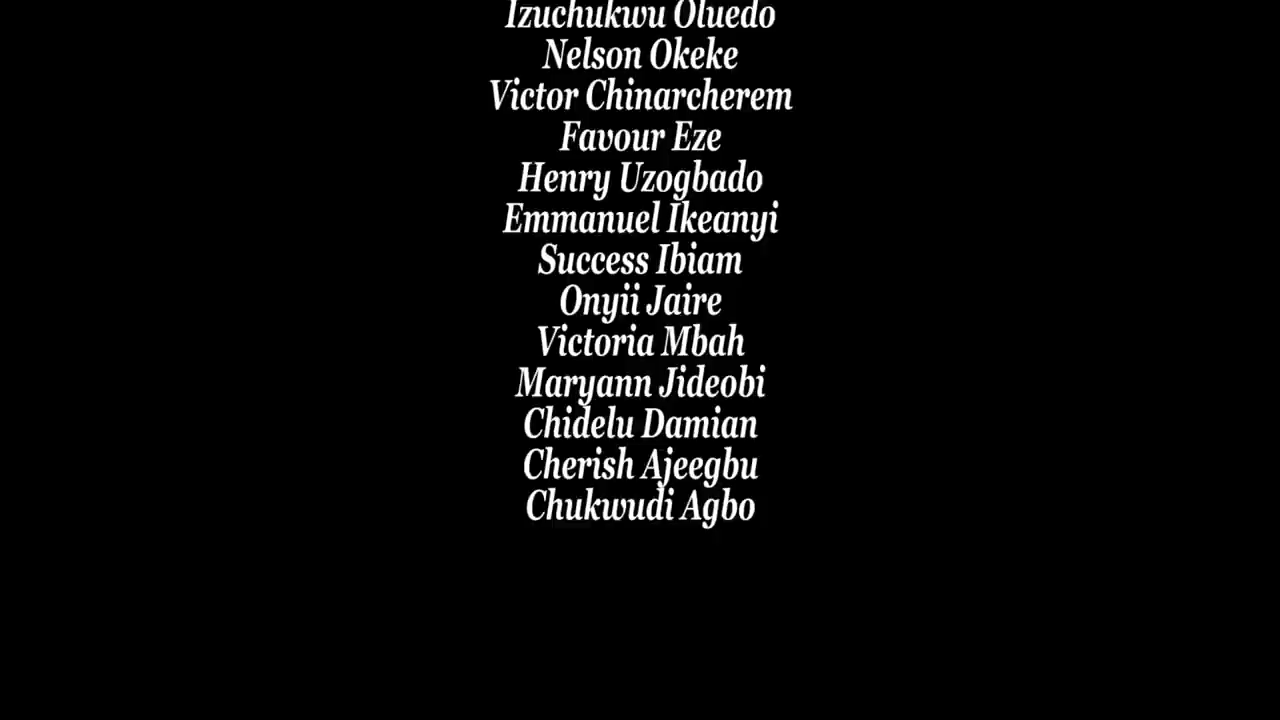 Izuchukwu Oluedo
Nelson Okeke
Victor Chinarcherem
Favour Eze
Henry Uzogbado
Emmanuel Ikeanyi
Success Ibiam
Onyii Jaire
Victoria Mbah
Maryann Jideobi
Chidelu Damian
Cherish Ajeegbu
Chukwudi Agbo